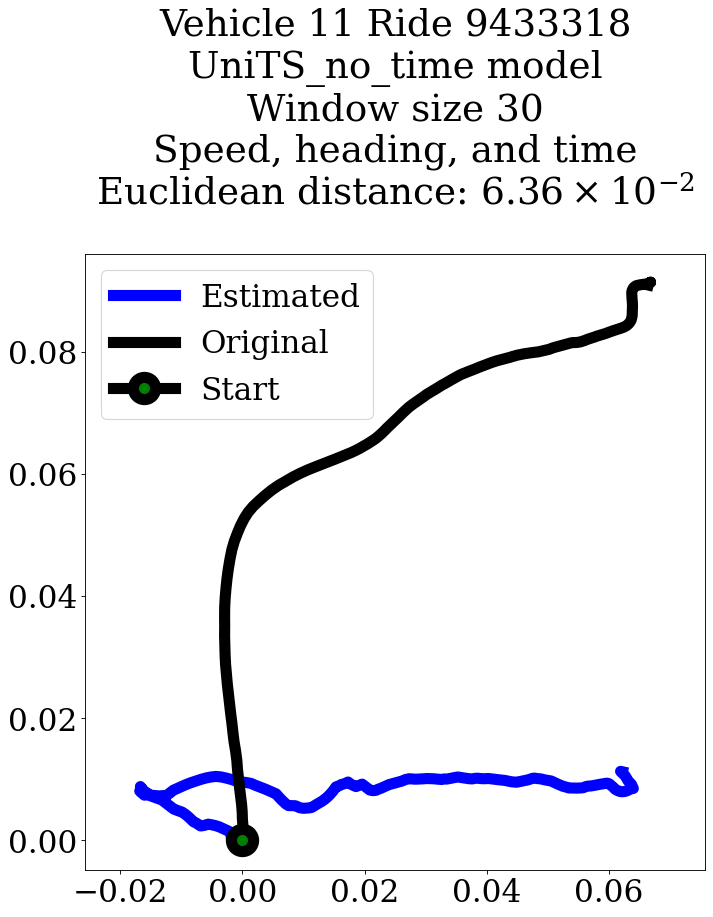 Vehicle 11 Ride 9433318
UniTS_no_time model
Window size 30
Speed, heading, and time
Euclidean distance: 6.36 × 10⁻²
Estimated
Original
Start
0.08
0.06
0.04
0.02
0.00
−0.02 0.00 0.02 0.04 0.06